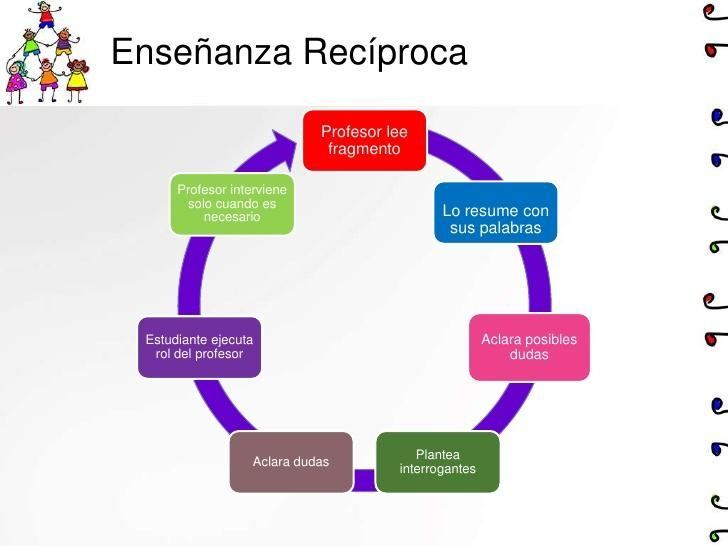 Enseñanza Recíproca
Profesor lee
fragmento
Lo resume con
sus palabras
Aclara posibles
dudas
Plantea
interrogantes
Aclara dudas
Estudiante ejecuta
rol del profesor
Profesor interviene
solo cuando es
necesario